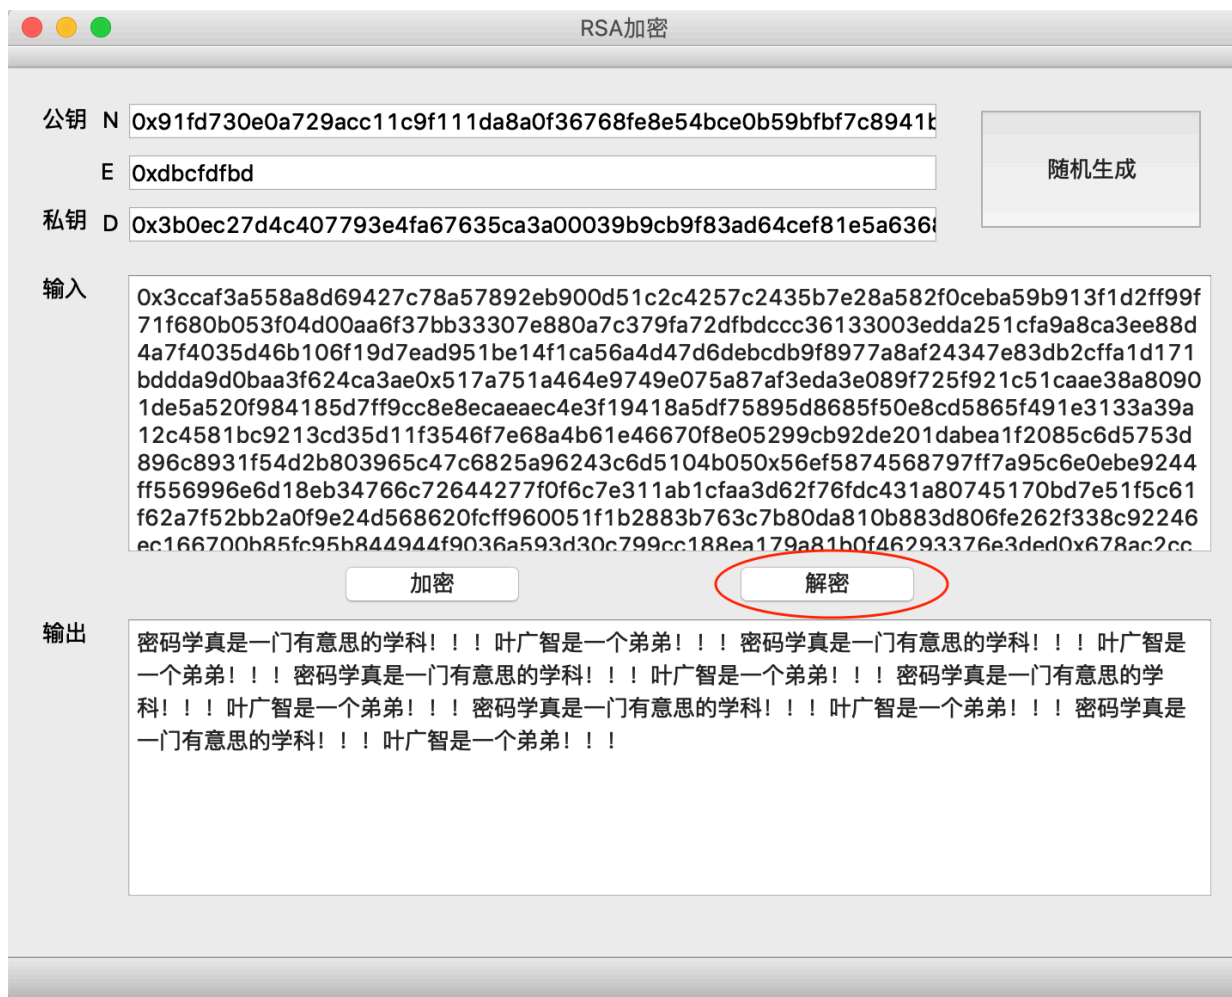 RSA加密
公钥 N 0x91fd730e0a729acc11c9f111da8a0f36768fe8e54bce0b59bfbf7c8941b
随机生成
E 0xdbcfdfbd
私钥 D 0x3b0ec27d4c407793e4fa67635ca3a00039b9cb9f83ad64cef81e5a636
输入
0x3ccaf3a558a8d69427c78a57892eb900d51c2c4257c2435b7e28a582f0ceba59b913f1d2ff99f
71f680b053f04d00aa6f37bb33307e880a7c379fa72dfbdccc36133003edda251cfa9a8ca3ee88d
4a7f4035d46b106f19d7ead951be14f1ca56a4d47d6debcdb9f8977a8af24347e83db2cffa1d171
bddda9d0baa3f624ca3ae0x517a751a464e9749e075a87af3eda3e089f725f921c51caae38a80901
1de5a520f984185d7ff9cc8e8ecaeaec4e3f19418a5df75895d8685f50e8cd5865f491e3133a39a
12c4581bc9213cd35d11f3546f7e68a4b61e46670f8e05299cb92de201dabea1f2085c6d5753d
896c8931f54d2b803965c47c6825a96243c6d5104b050x56ef5874568797ff7a95c6e0ebe9244
ff556996e6d18eb34766c72644277f0f6c7e311ab1cfaa3d62f76fdc431a80745170bd7e51f5c61
f62a7f52bb2a0f9e24d568620fcff960051f1b2883b763c7b80da810b883d806fe262f338c92246
ec166700b85fc95b844944f9036a593d30c799cc188ea179a81b0f46293376e3ded0x678ac2cc
加密
解密
输出
密码学真是一门有意思的学科！！！叶广智是一个弟弟！！！密码学真是一门有意思的学科！！！叶广智是
一个弟弟！！！密码学真是一门有意思的学科！！！叶广智是一个弟弟！！！密码学真是一门有意思的学
科！！！叶广智是一个弟弟！！！密码学真是一门有意思的学科！！！叶广智是一个弟弟！！！密码学真是
一门有意思的学科！！！叶广智是一个弟弟！！！